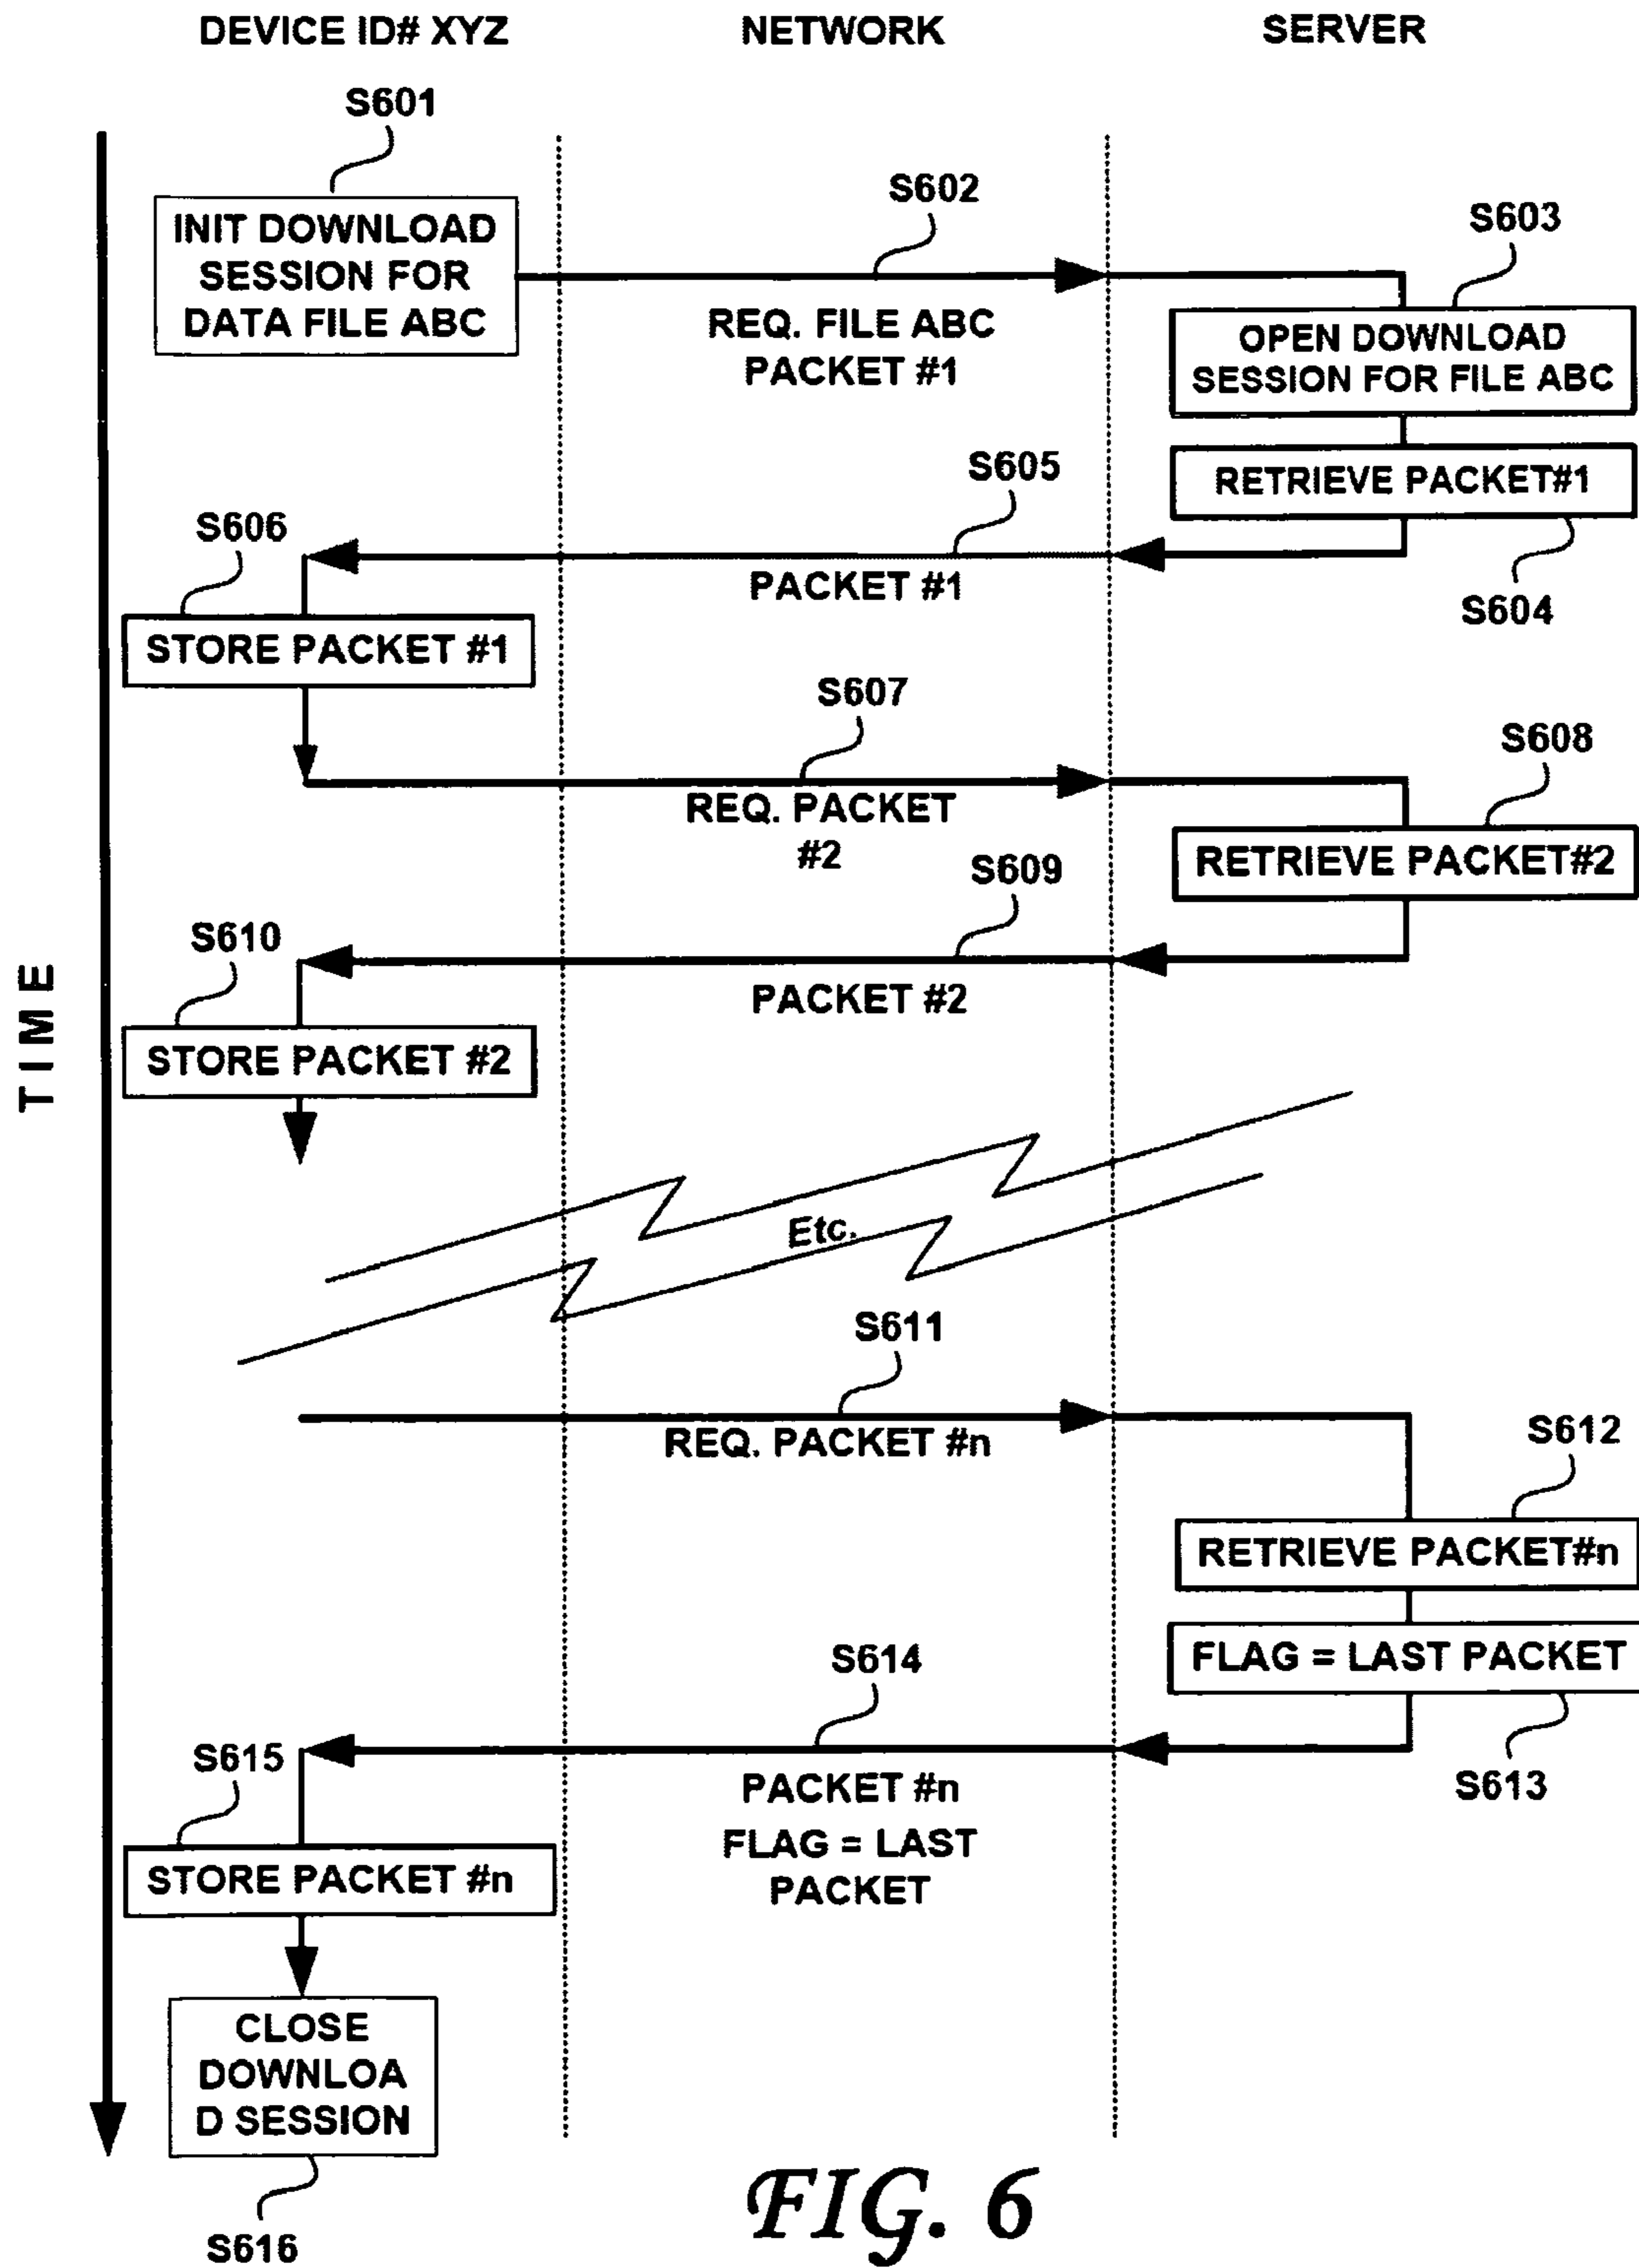 DEVICE ID# XYZ
NETWORK
SERVER
S601
INIT DOWNLOAD
SESSION FOR
DATA FILE ABC
S602
REQ. FILE ABC
PACKET #1
S603
OPEN DOWNLOAD
SESSION FOR FILE ABC
RETRIEVE PACKET#1
S604
S605
PACKET #1
S606
STORE PACKET #1
S607
REQ. PACKET
#2
S608
RETRIEVE PACKET#2
S609
PACKET #2
S610
STORE PACKET #2
TIME
Etc.
S611
REQ. PACKET #n
S612
RETRIEVE PACKET#n
FLAG = LAST PACKET
S613
S614
PACKET #n
FLAG = LAST
PACKET
S615
STORE PACKET #n
CLOSE
DOWNLOA
D SESSION
S616
FIG. 6